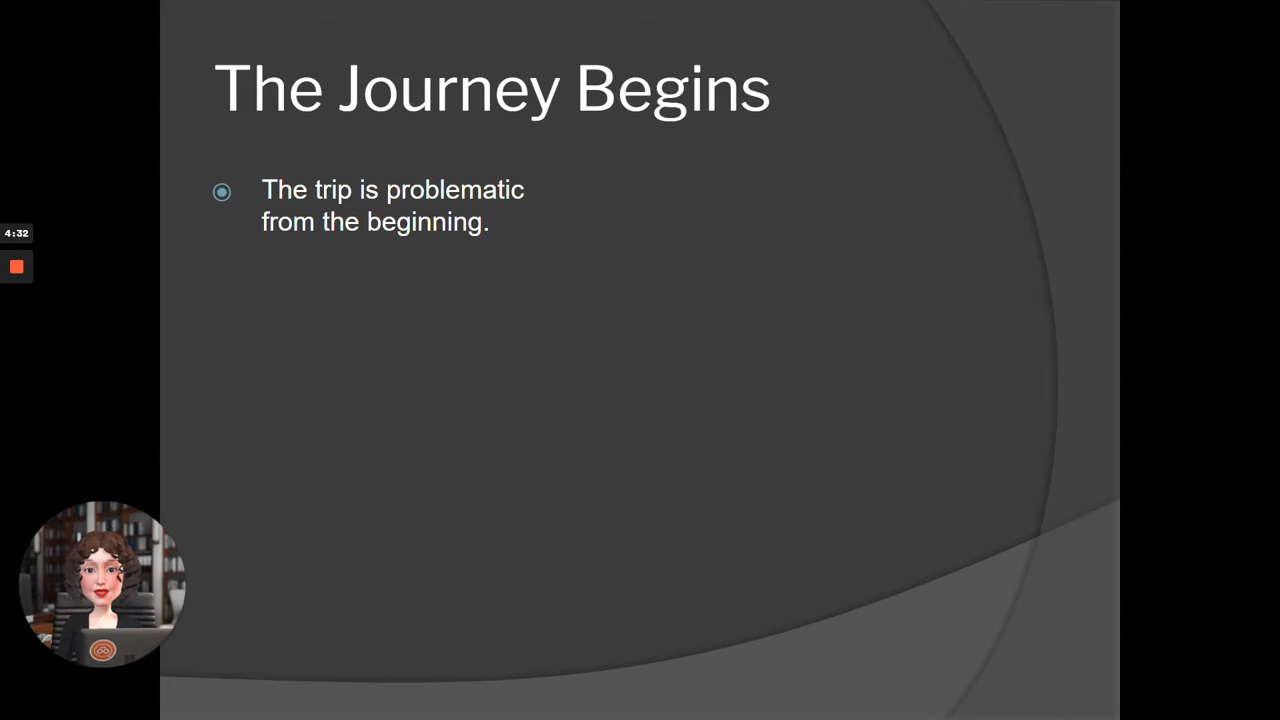 The Journey Begins
The trip is problematic
from the beginning.
4:32